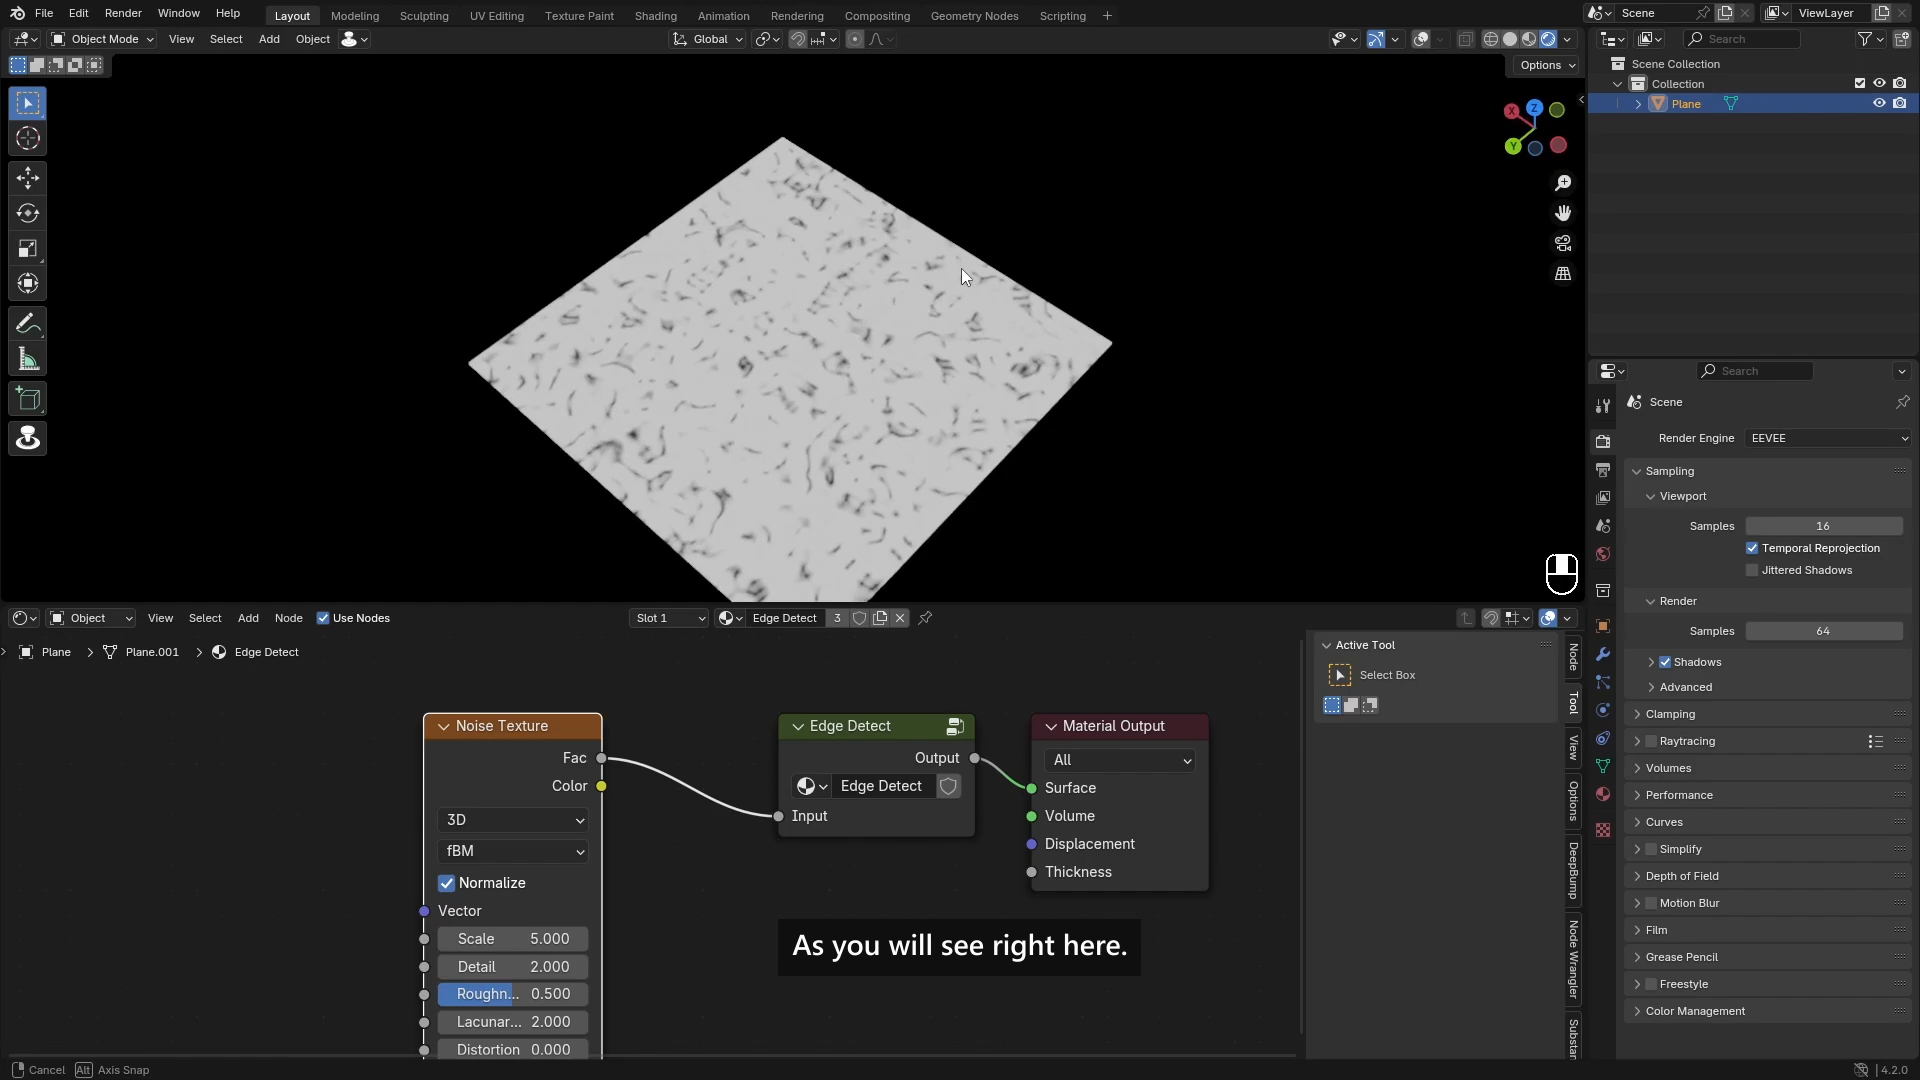 File Edit Render Window Help Layout Modeling Sculpting UV Editing Texture Paint Shading Animation Rendering Compositing Geometry Nodes Scripting + Scene ViewLayer
Object Mode View Select Add Object Global Search
Options
Scene Collection
Collection
Plane
X Z
Y
Search
Scene
Render Engine EEVEE
Sampling
Viewport
Samples 16
Temporal Reprojection
Jittered Shadows
Render
Samples 64
Shadows
Advanced
Clamping
Raytracing
Volumes
Performance
Curves
Simplify
Depth of Field
Motion Blur
Film
Grease Pencil
Freestyle
Color Management
Object View Select Add Node Use Nodes Slot 1 Edge Detect 3
Plane > Plane.001 > Edge Detect
Active Tool
Select Box
Node
Tool
View
Options
DeepBump
Node Wrangler
Substan
Noise Texture
Fac
Color
3D
fBM
Normalize
Vector
Scale 5.000
Detail 2.000
Roughn... 0.500
Lacunar... 2.000
Distortion 0.000
Edge Detect
Output
Edge Detect
Input
Material Output
All
Surface
Volume
Displacement
Thickness
As you will see right here.
Cancel Alt Axis Snap
4.2.0